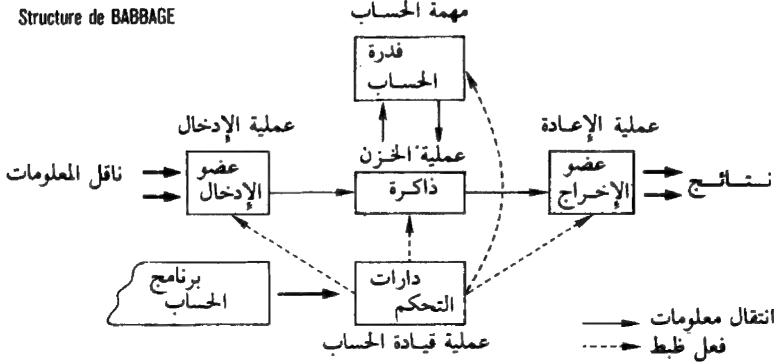 Structure de BABBAGE
مهمة الحساب
قدرة
الحساب
عملية الإدخال
عملية الخزن
عملية الإعادة
ناقل المعلومات
عضو
الإدخال
ذاكرة
عضو
الإخراج
نتائج
برنامج
الحساب
دارات
التحكم
عملية قيادة الحساب
انتقال معلومات
فعل ظبط